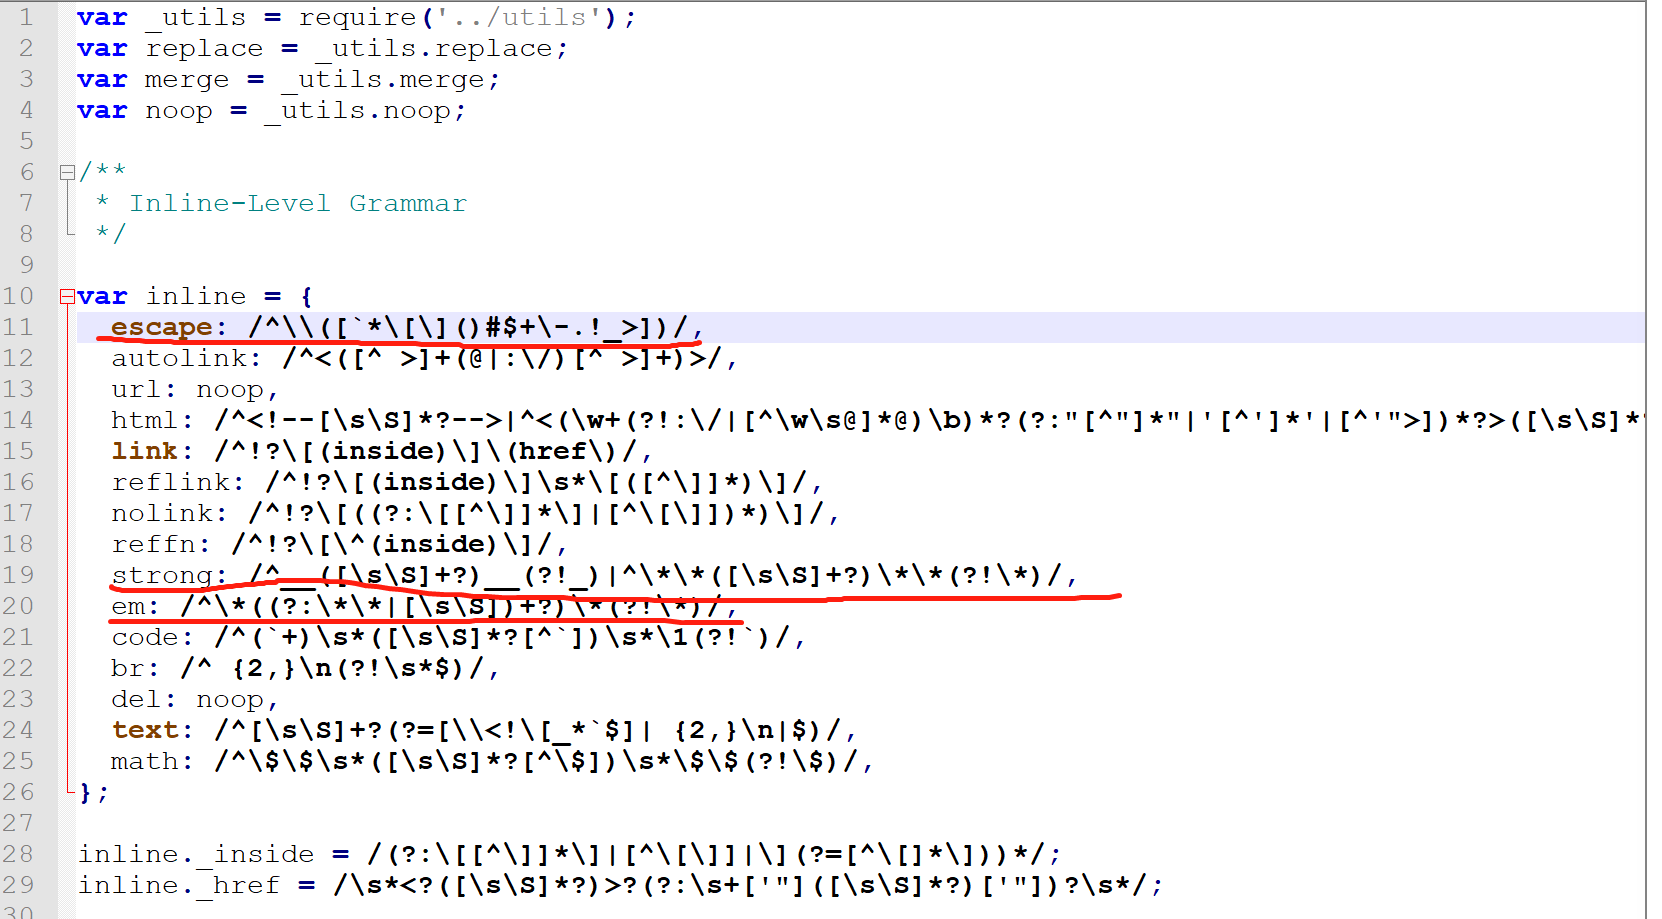 1 var _utils = require('../utils');
2 var replace = _utils.replace;
3 var merge = _utils.merge;
4 var noop = _utils.noop;
5
6 /**
7  * Inline-Level Grammar
8  */
9
10 var inline = {
11   escape: /^\\([`*\[\]()#$+\-.!_>])/,
12   autolink: /^<([^ >]+(@|:\/)[^ >]+)>/,
13   url: noop,
14   html: /^<!--[\s\S]*?-->|^<(\w+(?!:\/|[^\w\s@]*@)\b)*?(?:"[^"]*"|'[^']*'|[^'">])*?>([\s\S]*
15   link: /^!?\[(inside)\]\(href\)/,
16   reflink: /^!?\[(inside)\]\s*\[([^\]]*)\]/,
17   nolink: /^!?\[((?:\[[^\]]*\]|[^\[\]])*)\]/,
18   reffn: /^!?\[\^(inside)\]/,
19   strong: /^__([\s\S]+?)__(?!_)|^\*\*([\s\S]+?)\*\*(?!\*)/,
20   em: /^\*((?:\*\*|[\s\S])+?)\*(?!\*)/,
21   code: /^(`+)\s*([\s\S]*?[^`])\s*\1(?!`)/,
22   br: /^ {2,}\n(?!\s*$)/,
23   del: noop,
24   text: /^[\s\S]+?(?=[\\<!\[_*`$]| {2,}\n|$)/,
25   math: /^\$\$\s*([\s\S]*?[^\$])\s*\$\$(?!\$)/,
26 };
27
28 inline._inside = /(?:\[[^\]]*\]|[^\[\]]|\](?=[^\[]*\]))*/;
29 inline._href = /\s*<?([\s\S]*?)>?(?:\s+['"]([\s\S]*?)['"])?\s*/;
30